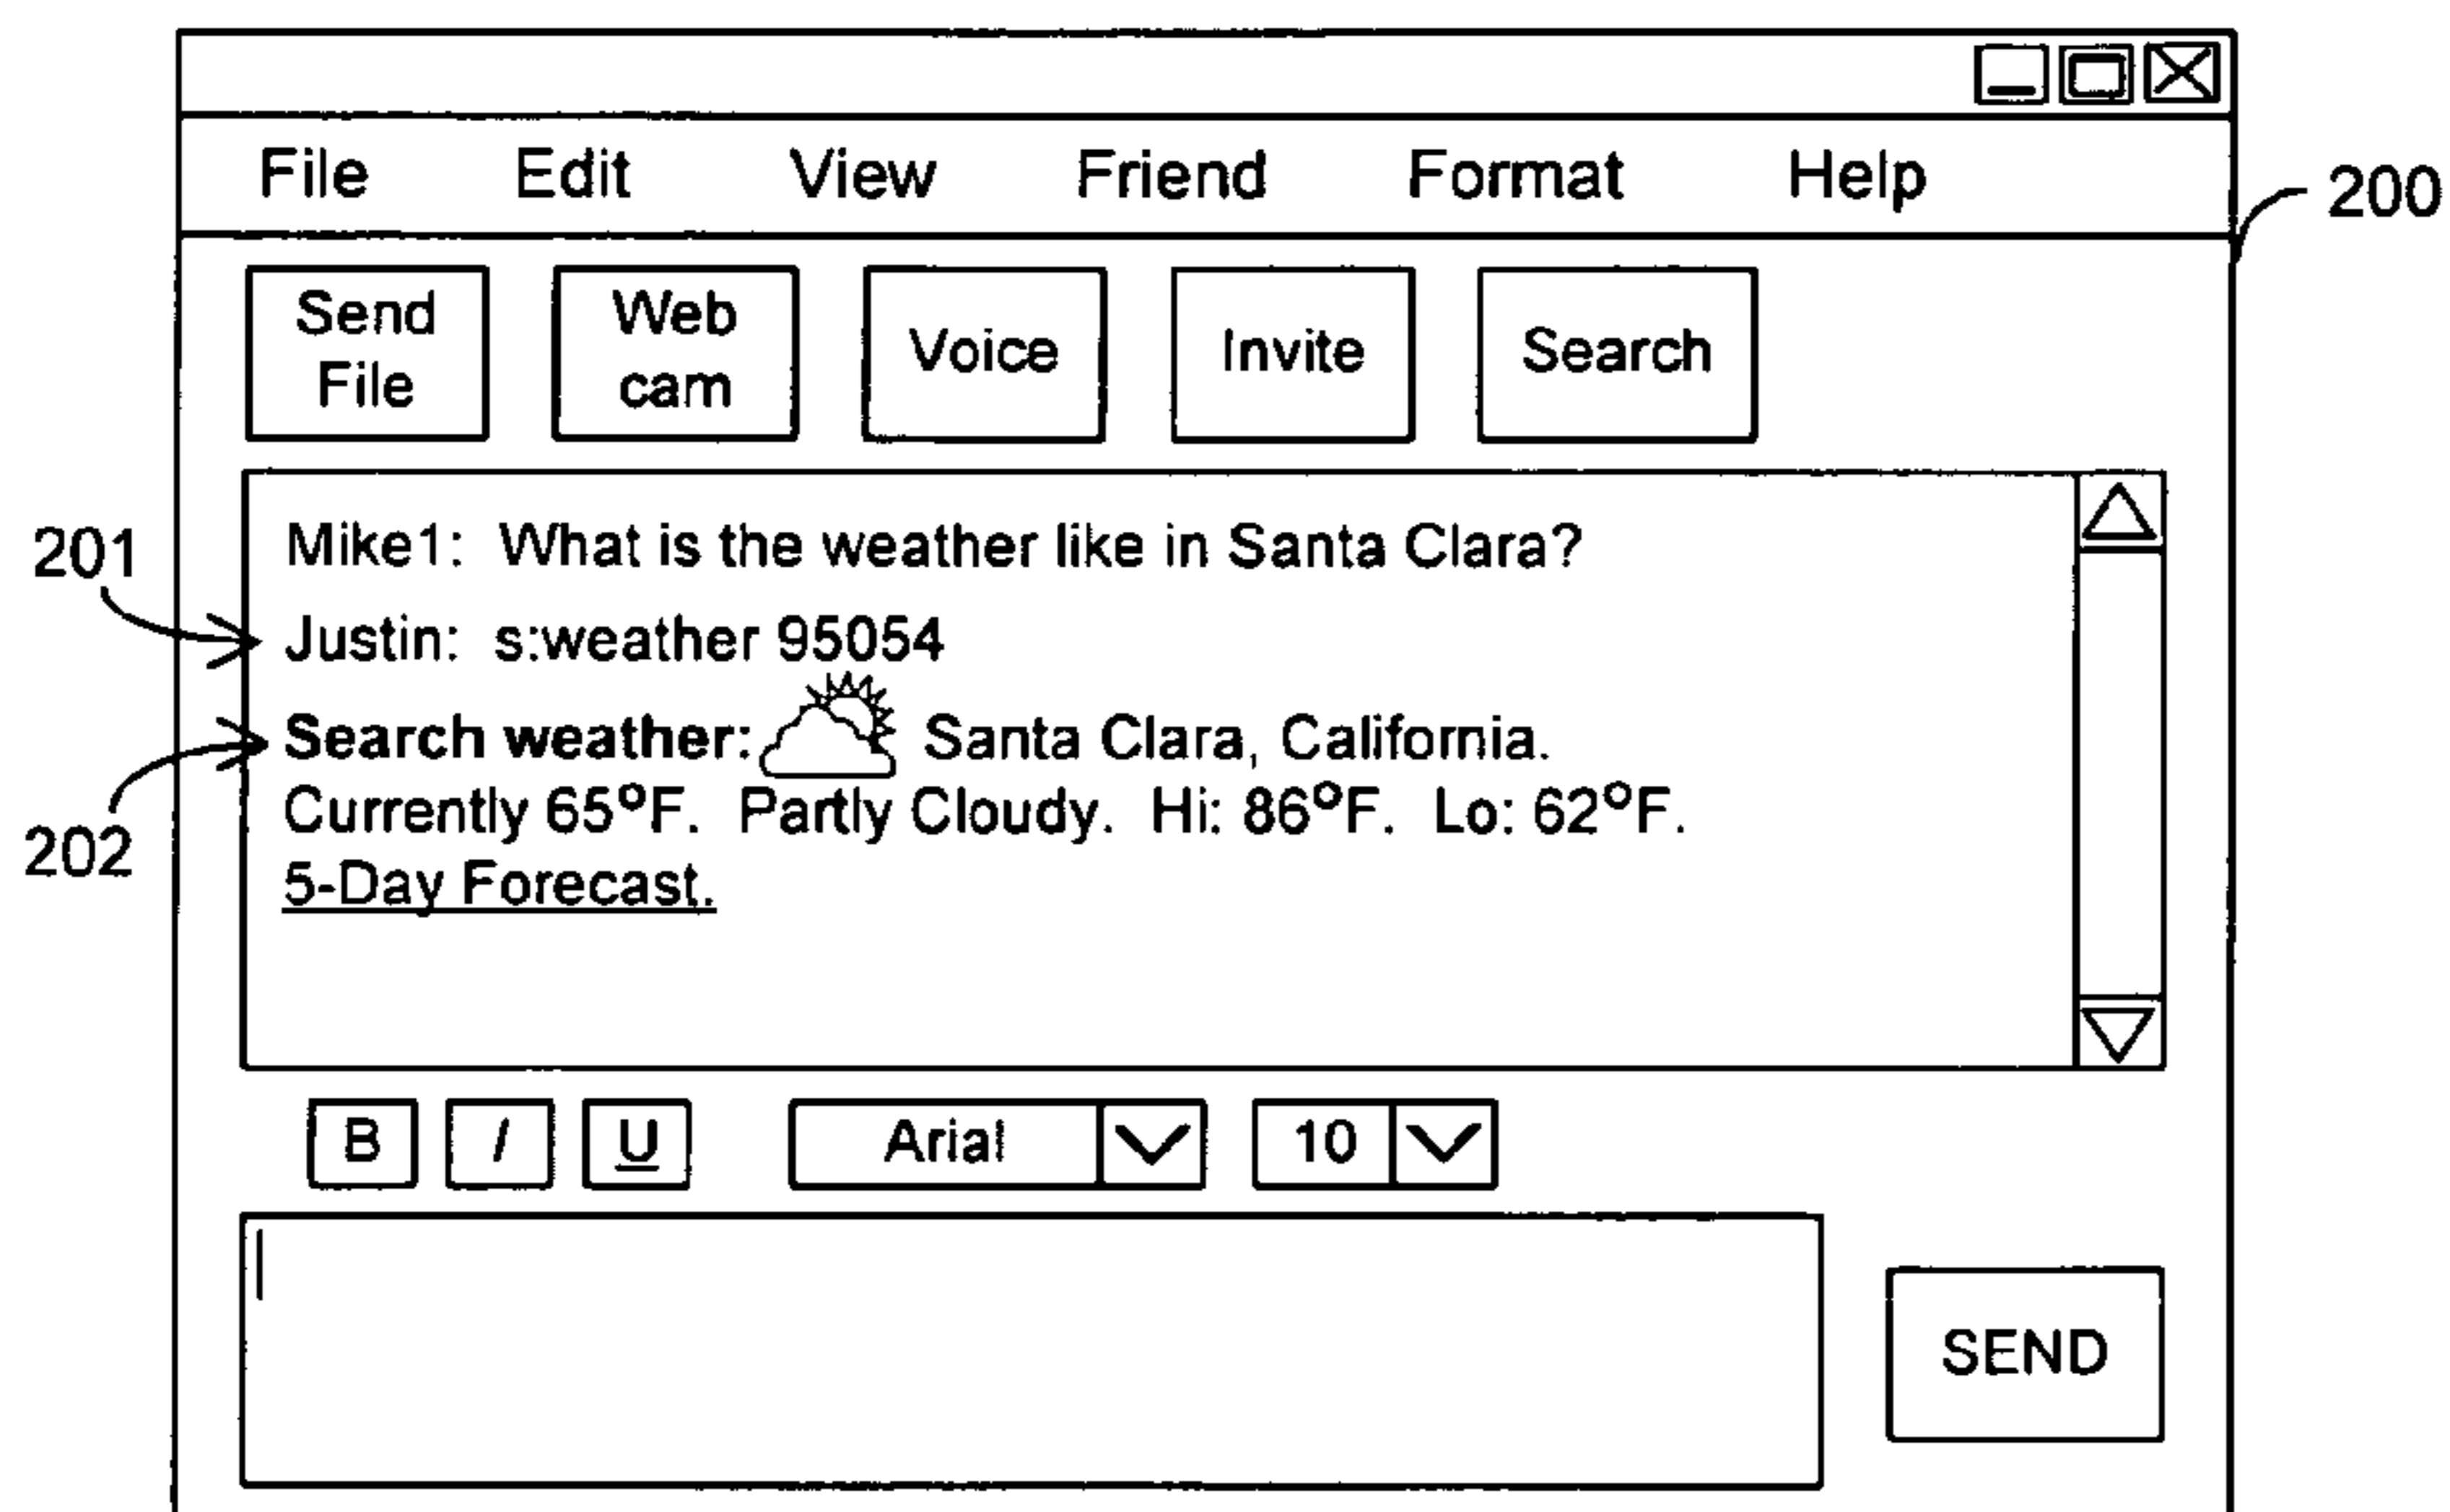 File Edit View Friend Format Help
200
Send File
Web cam
Voice
Invite
Search
Mike1: What is the weather like in Santa Clara?
201
Justin: s:weather 95054
Search weather: Santa Clara, California.
Currently 65°F. Partly Cloudy. Hi: 86°F. Lo: 62°F.
202
5-Day Forecast.
B I U Arial 10
SEND